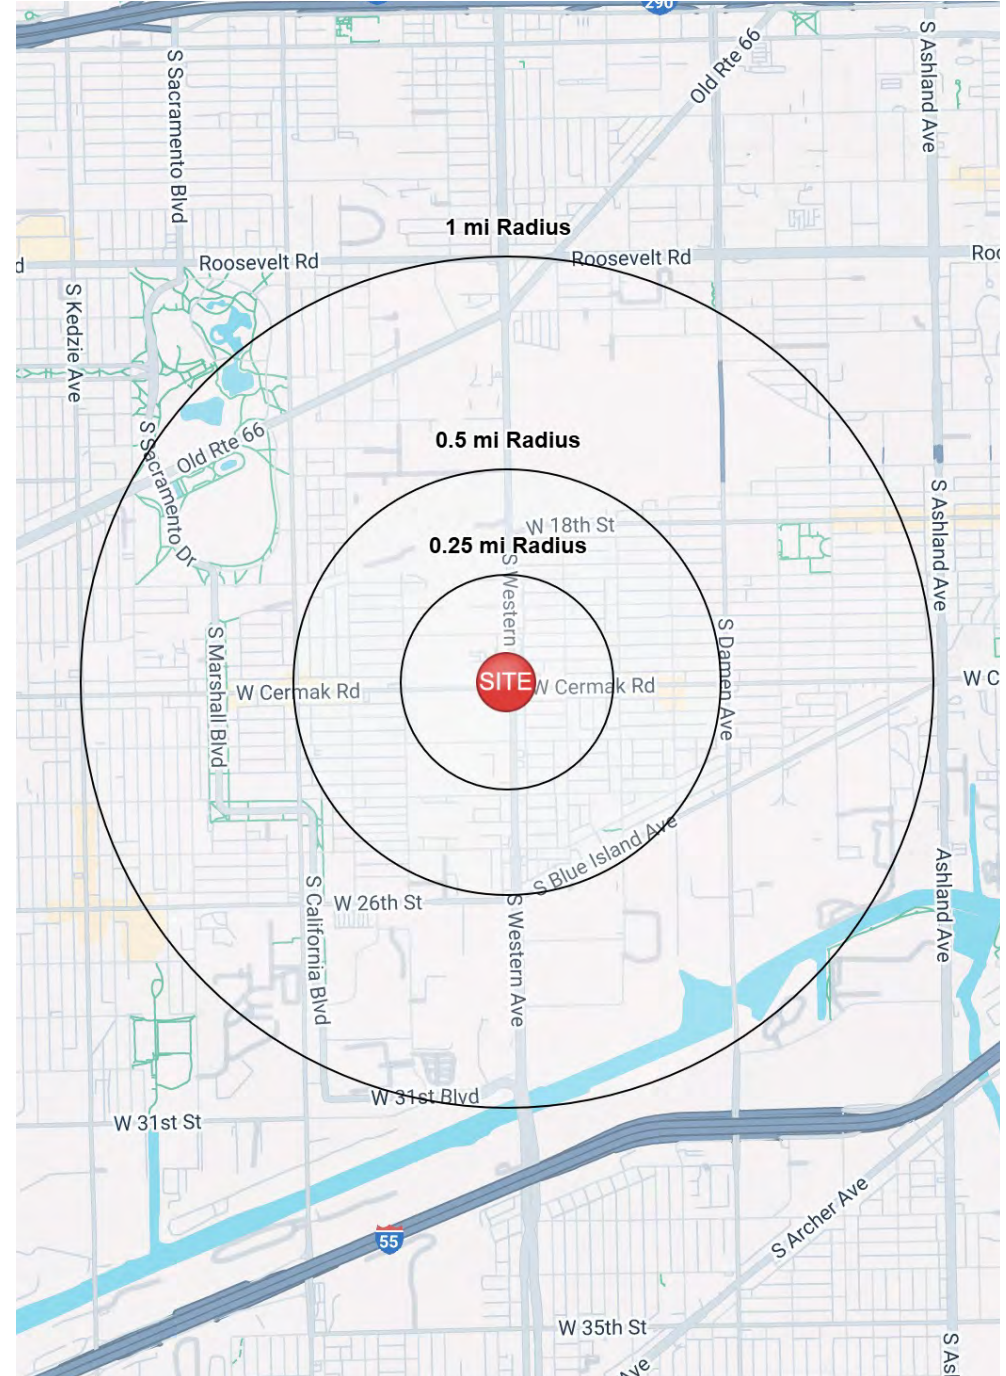 290
S Sacramento Blvd
Old Rte 66
S Ashland Ave
1 mi Radius
d
Roosevelt Rd
Roosevelt Rd
Roo
S Kedzie Ave
S Sacramento Dr
Old Rte 66
0.5 mi Radius
W 18th St
0.25 mi Radius
S Western
S Ashland Ave
SITE
W Cermak Rd
W Cermak Rd
W C
S Marshall Blvd
S Damen Ave
S Blue Island Ave
W 26th St
S California Blvd
S Western Ave
Ashland Ave
W 31st Blvd
W 31st St
55
S Archer Ave
W 35th St
S As
Ave